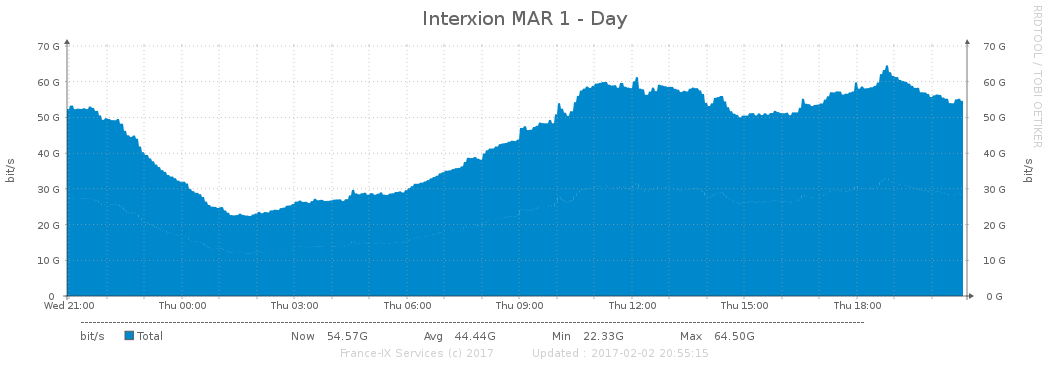 Interxion MAR 1 - Day
RRDTOOL / TOBI OETIKER
bit/s
70 G
60 G
50 G
40 G
30 G
20 G
10 G
0
70 G
60 G
50 G
40 G
30 G
20 G
10 G
0 G
bit/s
Wed 21:00 Thu 00:00 Thu 03:00 Thu 06:00 Thu 09:00 Thu 12:00 Thu 15:00 Thu 18:00
bit/s Total Now 54.57G Avg 44.44G Min 22.33G Max 64.50G
France-IX Services (c) 2017 Updated : 2017-02-02 20:55:15